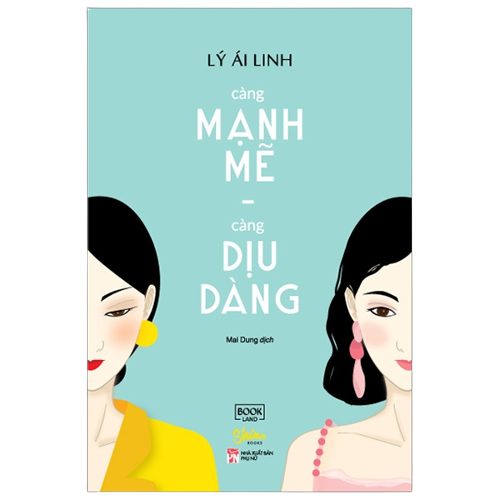 LÝ ÁI LINH
càng
MẠNH
MẼ
-
càng
DỊU
DÀNG
Mai Dung dịch
BOOK
LAND
BOOKS
NHÀ XUẤT BẢN
PHỤ NỮ